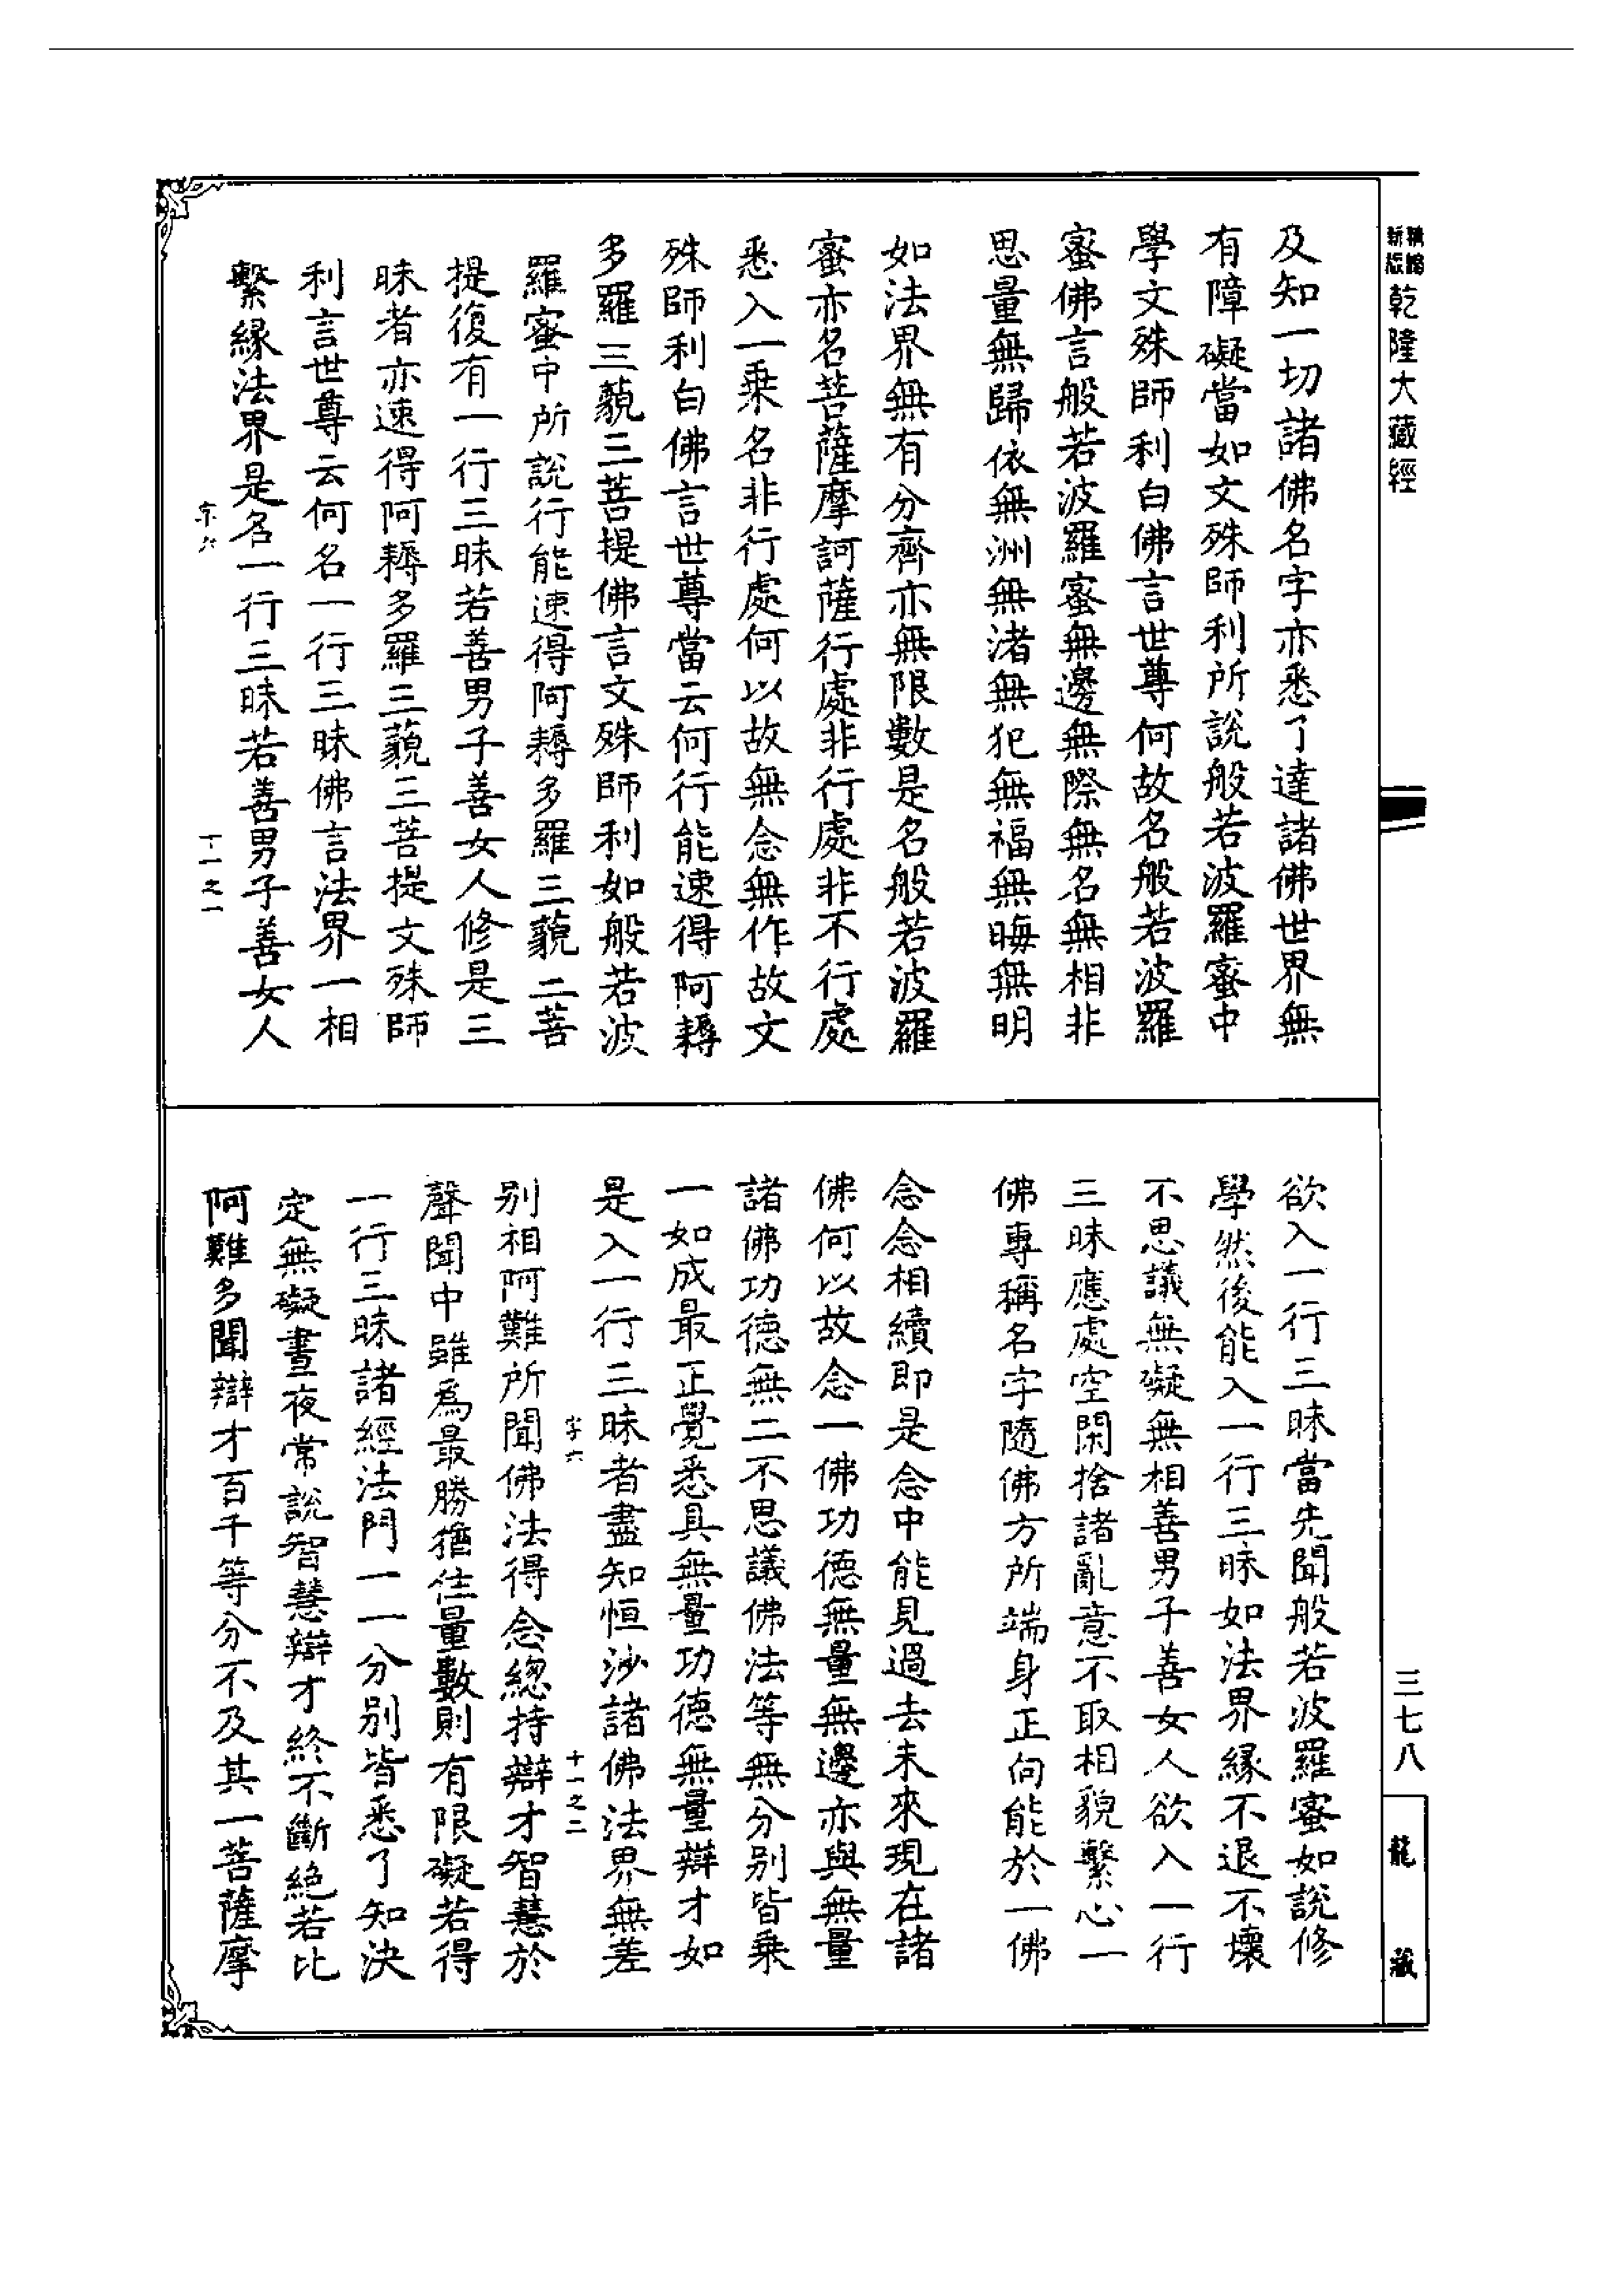 乾隆大藏經
及知一切諸佛名字亦悉了達諸佛世界無
有障礙當如文殊師利所說般若波羅蜜中
學文殊師利白佛言世尊何故名般若波羅
蜜佛言般若波羅蜜無邊無際無名無相非
思量無歸依無洲無渚無犯無福無晦無明
如法界無有分齊亦無限數是名般若波羅
蜜亦名菩薩摩訶薩行處非行處非不行處
悉入一乘名非行處何以故無念無作故文
殊師利白佛言世尊當云何行能速得阿耨
多羅三藐三菩提佛言文殊師利如般若波
羅蜜中所說行能速得阿耨多羅三藐三菩
提復有一行三昧若善男子善女人修是三
昧者亦速得阿耨多羅三藐三菩提文殊師
利言世尊云何名一行三昧佛言法界一相
繫緣法界是名一行三昧若善男子善女人
十一之一
欲入一行三昧當先聞般若波羅蜜如說修
學然後能入一行三昧如法界緣不退不壞
不思議無礙無相善男子善女人欲入一行
三昧應處空閑捨諸亂意不取相貌繫心一
佛專稱名字隨佛方所端身正向能於一佛
念念相續即是念中能見過去未來現在諸
佛何以故念一佛功德無量無邊亦與無量
諸佛功德無二不思議佛法等無分別皆乘
一如成最正覺悉具無量功德無量辯才如
是入一行三昧者盡知恒沙諸佛法界無差
字六
十一之二
別相阿難所聞佛法得念總持辯才智慧於
聲聞中雖為最勝猶住量數則有限礙若得
一行三昧諸經法門一一分別皆悉了知決
定無礙晝夜常說智慧辯才終不斷絕若比
阿難多聞辯才百千等分不及其一菩薩摩
三七八
龍藏